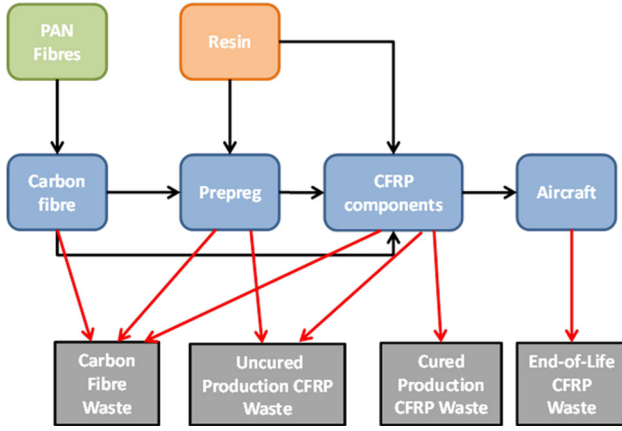 PAN
Fibres
Resin
Carbon
fibre
Prepreg
CFRP
components
Aircraft
Carbon
Fibre
Waste
Uncured
Production CFRP
Waste
Cured
Production
CFRP Waste
End-of-Life
CFRP
Waste